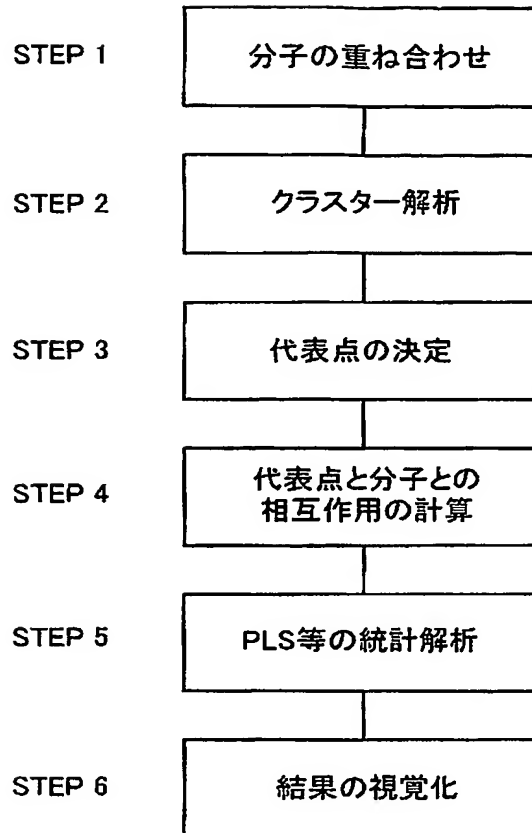 STEP 1
分子の重ね合わせ
STEP 2
クラスター解析
STEP 3
代表点の決定
STEP 4
代表点と分子との
相互作用の計算
STEP 5
PLS等の統計解析
STEP 6
結果の視覚化